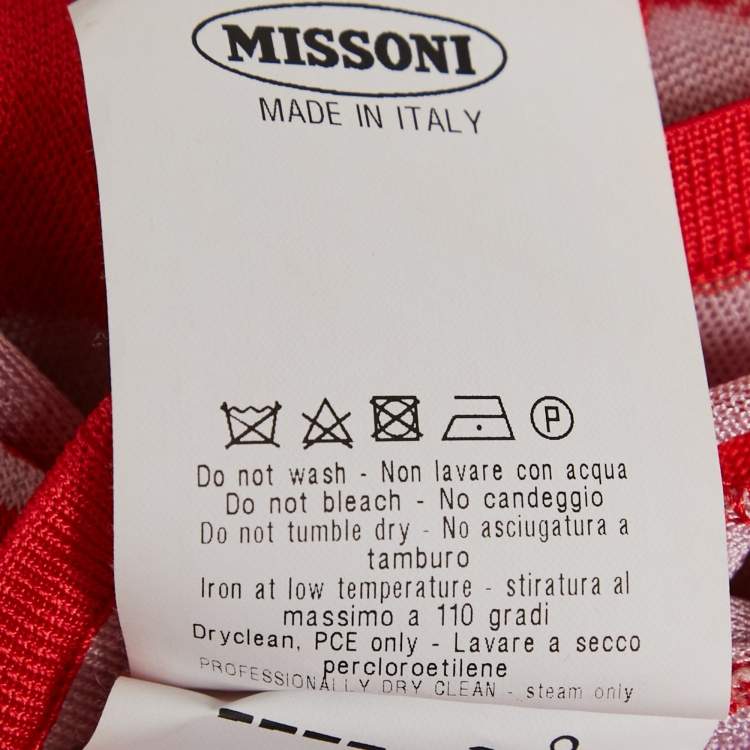 MISSONI
MADE IN ITALY
P
Do not wash - Non lavare con acqua
Do not bleach - No candeggio
Do not tumble dry - No asciugatura a
tamburo
Iron at low temperature - stiratura al
massimo a 110 gradi
Dryclean, PCE only - Lavare a secco
percloroetilene
PROFESSIONALLY DRY CLEAN - steam only